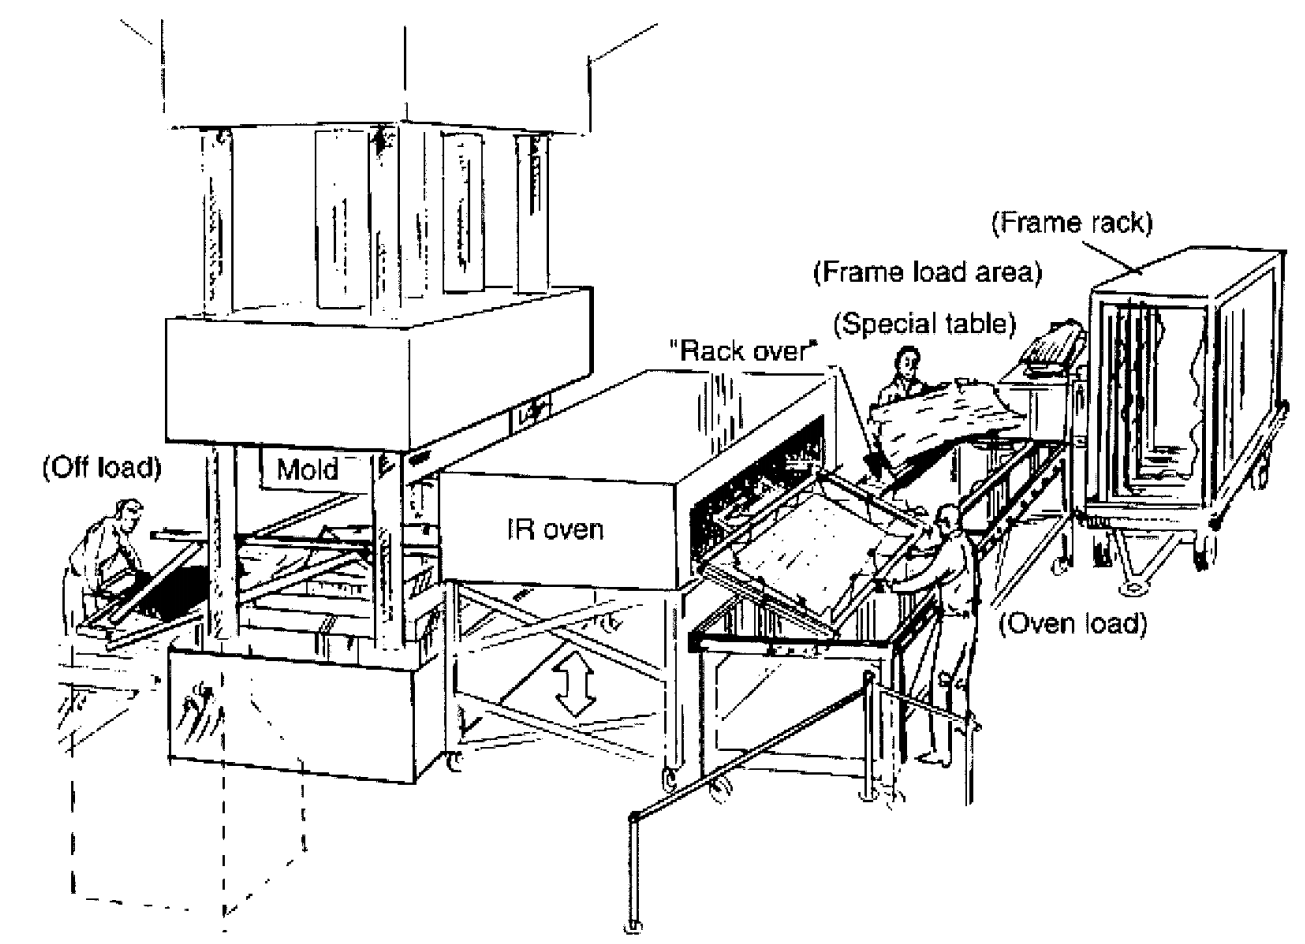 (Frame rack)
(Frame load area)
(Special table)
"Rack over"
(Off load)
Mold
IR oven
(Oven load)